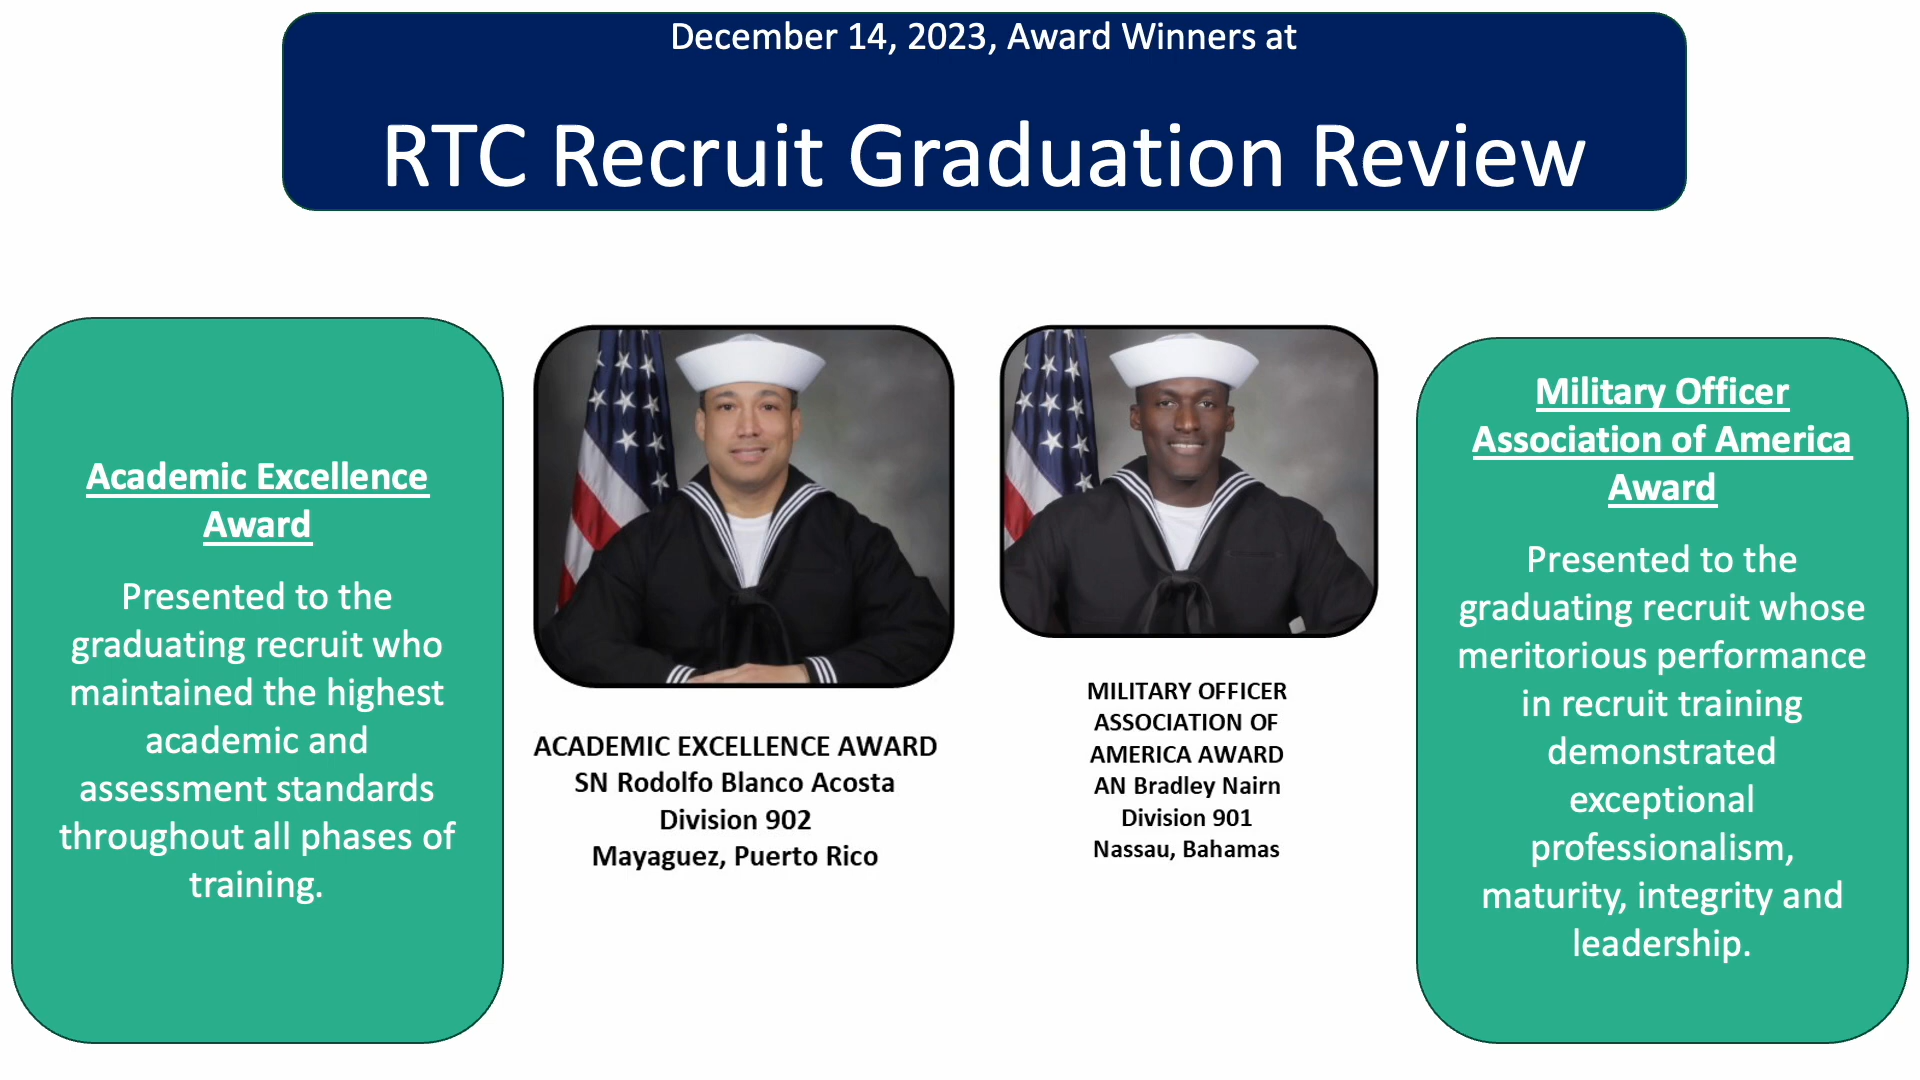 December 14, 2023, Award Winners at
RTC Recruit Graduation Review
Academic Excellence
Award
Presented to the
graduating recruit who
maintained the highest
academic and
assessment standards
throughout all phases of
training.
ACADEMIC EXCELLENCE AWARD
SN Rodolfo Blanco Acosta
Division 902
Mayaguez, Puerto Rico
MILITARY OFFICER
ASSOCIATION OF
AMERICA AWARD
AN Bradley Nairn
Division 901
Nassau, Bahamas
Military Officer
Association of America
Award
Presented to the
graduating recruit whose
meritorious performance
in recruit training
demonstrated
exceptional
professionalism,
maturity, integrity and
leadership.